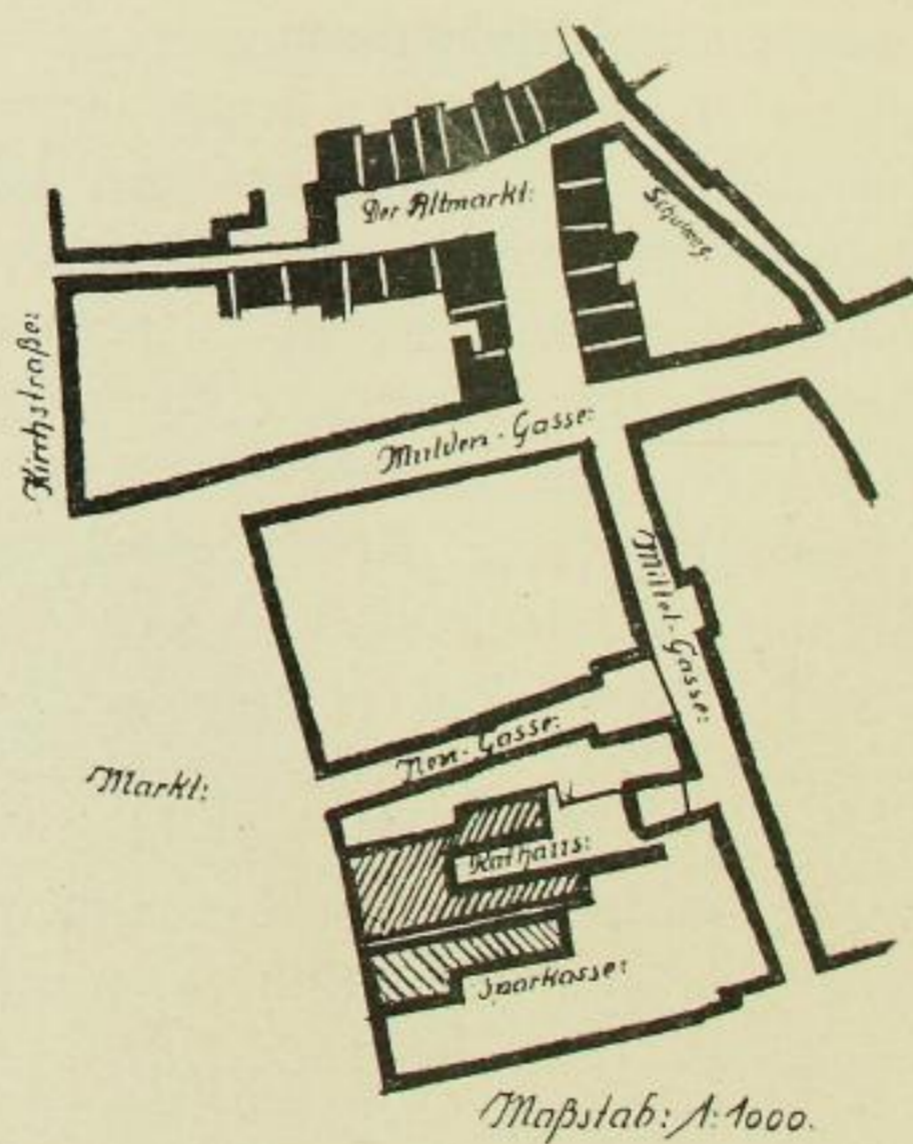 Der Altmarkt:
Schulweg.
Kirchstraße:
Mulden-Gasse:
Mittel-Gasse:
Markt:
Neu-Gasse:
Rathaus:
Sparkasse:
Maßstab: 1:1000.